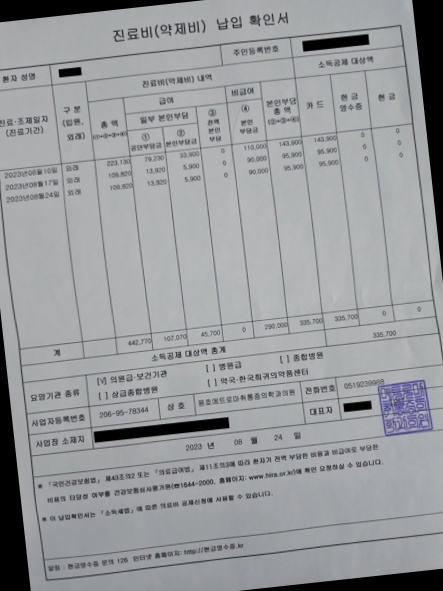 진료비(약제비) 납입 확인서
환자 성명
주민등록번호
진료비(약제비) 내역
소득공제 대상액
진료·조제일자
(진료기간)
구 분
(입원,
외래)
총 액
(①+②+③+④)
급여
일부 본인부담
①
공단부담금
②
본인부담금
③
전액
본인
부담
비급여
④
본인
부담금
본인부담
총액
(②+③+④)
카 드
현 금
영수증
현 금
2023년08월10일 외래 223,130 79,230 33,900 0 110,000 143,900 143,900 0 0
2023년08월17일 외래 109,820 13,920 5,900 0 90,000 95,900 95,900 0 0
2023년08월24일 외래 109,820 13,920 5,900 0 90,000 95,900 95,900 0 0
계 442,770 107,070 45,700 0 290,000 335,700 335,700 0 0
소득공제 대상액 총계 335,700
요양기관 종류
[√] 의원급·보건기관 [ ] 병원급 [ ] 종합병원
[ ] 상급종합병원 [ ] 약국·한국희귀의약품센터
사업자등록번호 206-95-78344 상 호 전화번호 0519239988
사업장 소재지 대표자
2023 년 08 월 24 일
※ 「국민건강보험법」 제43조의2 또는 「의료급여법」 제11조의3에 따라 환자가 전액 부담한 비용과 비급여로 부담한
비용의 타당성 여부를 건강보험심사평가원(☎1644-2000, 홈페이지: www.hira.or.kr)에 확인 요청하실 수 있습니다.
※ 이 납입확인서는 「소득세법」에 따른 의료비 공제신청에 사용할 수 있습니다.
알림 : 현금영수증 문의 126 인터넷 홈페이지: http://현금영수증.kr